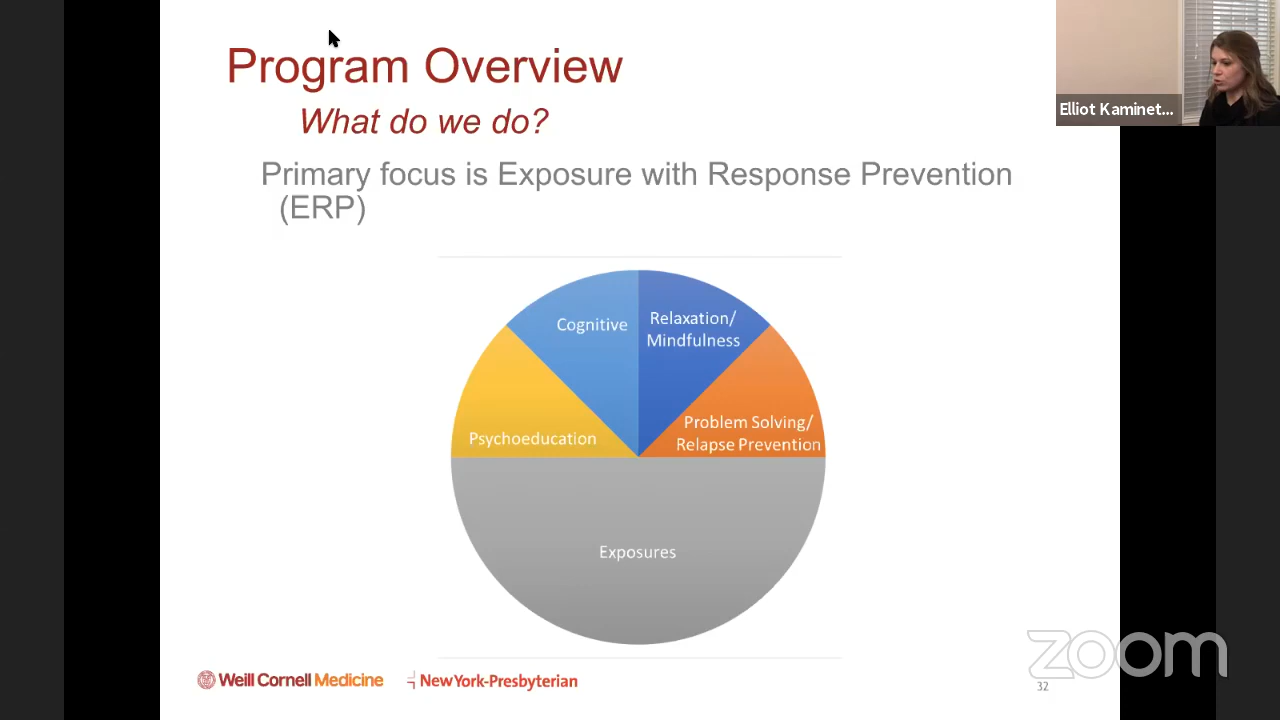 Program Overview
What do we do?
Elliot Kaminet...
Primary focus is Exposure with Response Prevention
(ERP)
Cognitive
Relaxation/
Mindfulness
Psychoeducation
Problem Solving/
Relapse Prevention
Exposures
Weill Cornell Medicine
NewYork-Presbyterian
zoom
32